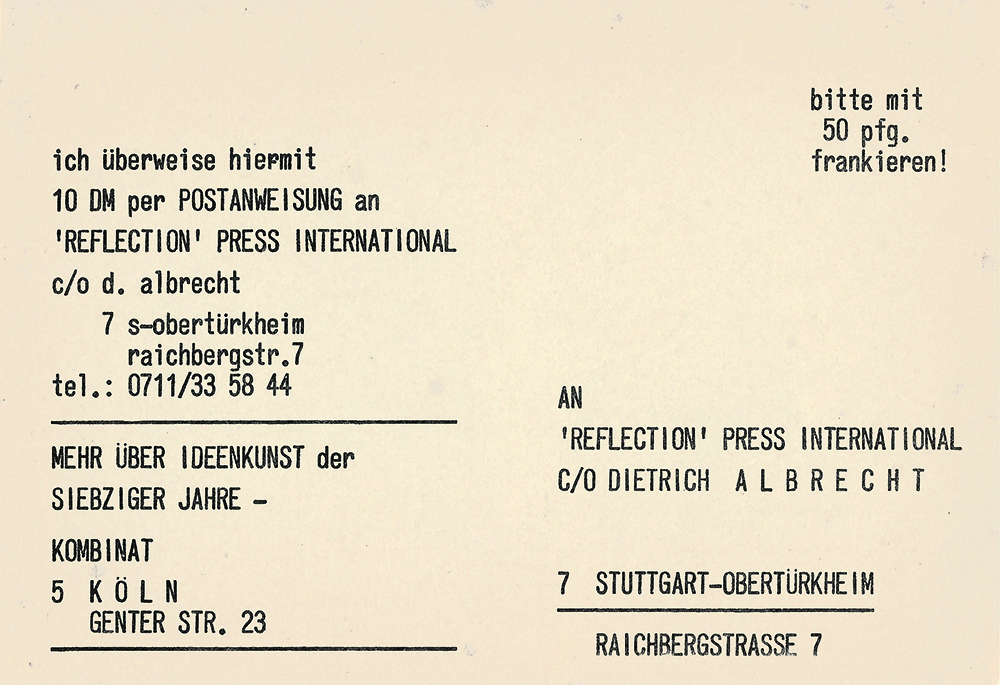 ich überweise hiermit
10 DM per POSTANWEISUNG an
'REFLECTION' PRESS INTERNATIONAL
c/o d. albrecht
7 s-obertürkheim
raichbergstr.7
tel.: 0711/33 58 44
MEHR ÜBER IDEENKUNST der
SIEBZIGER JAHRE -
KOMBINAT
5 K Ö L N
GENTER STR. 23
bitte mit
50 pfg.
frankieren!
AN
'REFLECTION' PRESS INTERNATIONAL
C/O DIETRICH A L B R E C H T
7 STUTTGART-OBERTÜRKHEIM
RAICHBERGSTRASSE 7